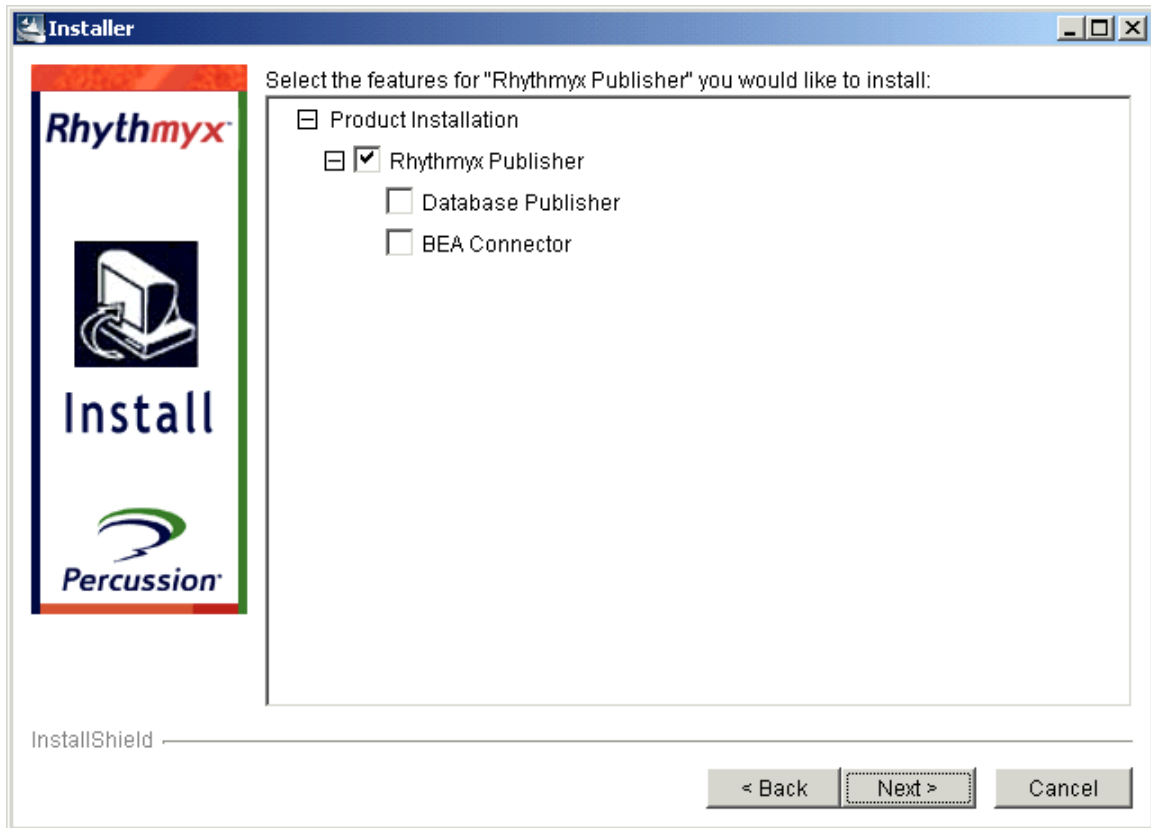 Installer
Rhythmyx
Install
Percussion
Select the features for "Rhythmyx Publisher" you would like to install:
Product Installation
Rhythmyx Publisher
Database Publisher
BEA Connector
InstallShield
< Back
Next >
Cancel